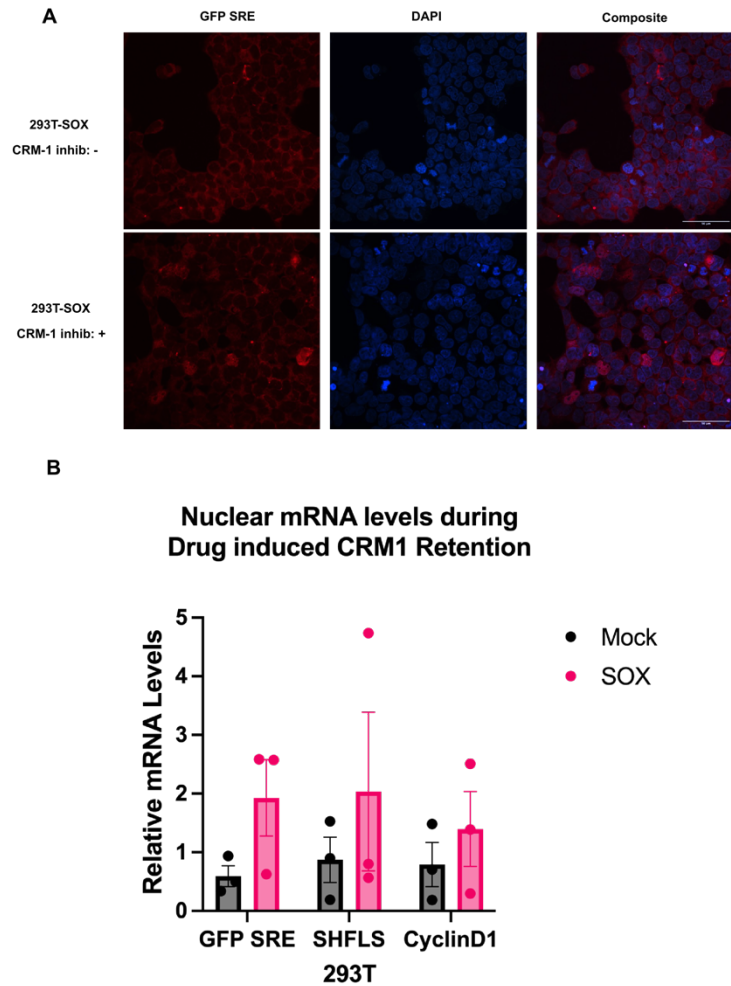 A
GFP SRE
DAPI
Composite
293T-SOX
CRM-1 inhib: -
293T-SOX
CRM-1 inhib: +
B
Nuclear mRNA levels during
Drug induced CRM1 Retention
Relative mRNA Levels
5
4
3
2
1
0
GFP SRE
SHFLS
CyclinD1
293T
Mock
SOX